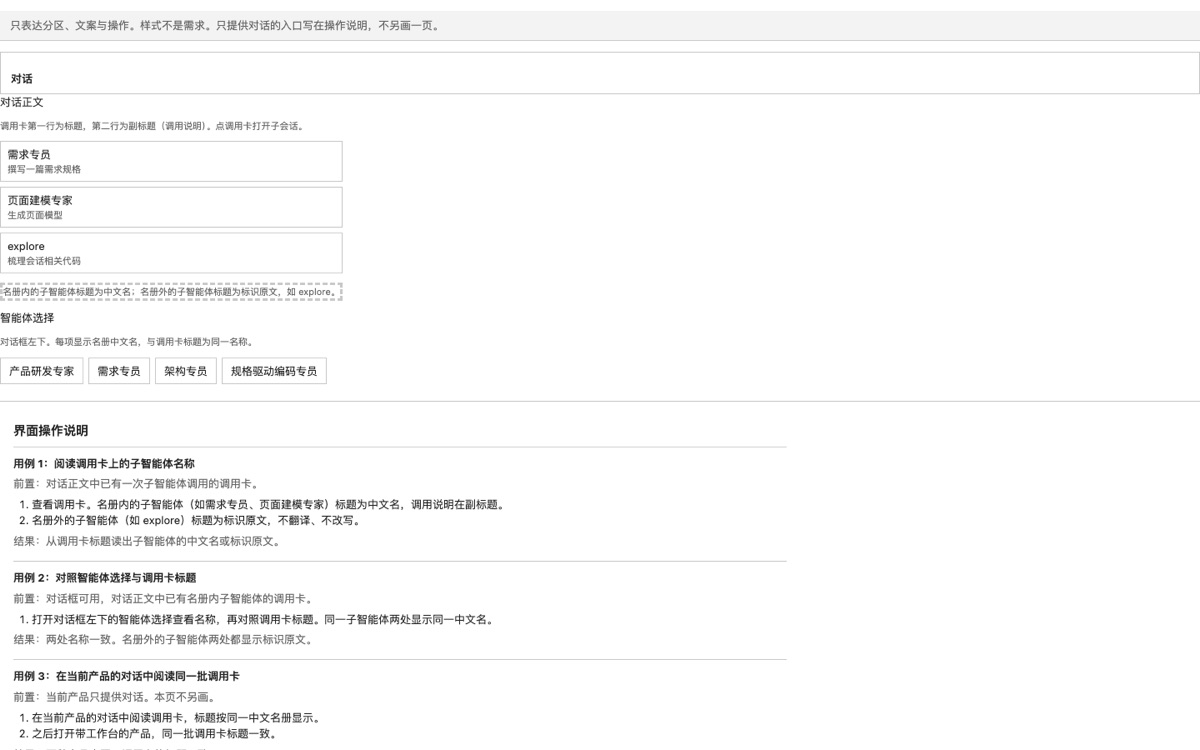 只表达分区、文案与操作。样式不是需求。只提供对话的入口写在操作说明，不另画一页。
对话
对话正文
调用卡第一行为标题，第二行为副标题（调用说明）。点调用卡打开子会话。
需求专员
撰写一篇需求规格
页面建模专家
生成页面模型
explore
梳理会话相关代码
名册内的子智能体标题为中文名；名册外的子智能体标题为标识原文，如 explore。
智能体选择
对话框左下。每项显示名册中文名，与调用卡标题为同一名称。
产品研发专家 需求专员 架构专员 规格驱动编码专员
界面操作说明
用例 1：阅读调用卡上的子智能体名称
前置：对话正文中已有一次子智能体调用的调用卡。
1. 查看调用卡。名册内的子智能体（如需求专员、页面建模专家）标题为中文名，调用说明在副标题。
2. 名册外的子智能体（如 explore）标题为标识原文，不翻译、不改写。
结果：从调用卡标题读出子智能体的中文名或标识原文。
用例 2：对照智能体选择与调用卡标题
前置：对话框可用，对话正文中已有名册内子智能体的调用卡。
1. 打开对话框左下的智能体选择查看名称，再对照调用卡标题。同一子智能体两处显示同一中文名。
结果：两处名称一致。名册外的子智能体两处都显示标识原文。
用例 3：在当前产品的对话中阅读同一批调用卡
前置：当前产品只提供对话。本页不另画。
1. 在当前产品的对话中阅读调用卡，标题按同一中文名册显示。
2. 之后打开带工作台的产品，同一批调用卡标题一致。